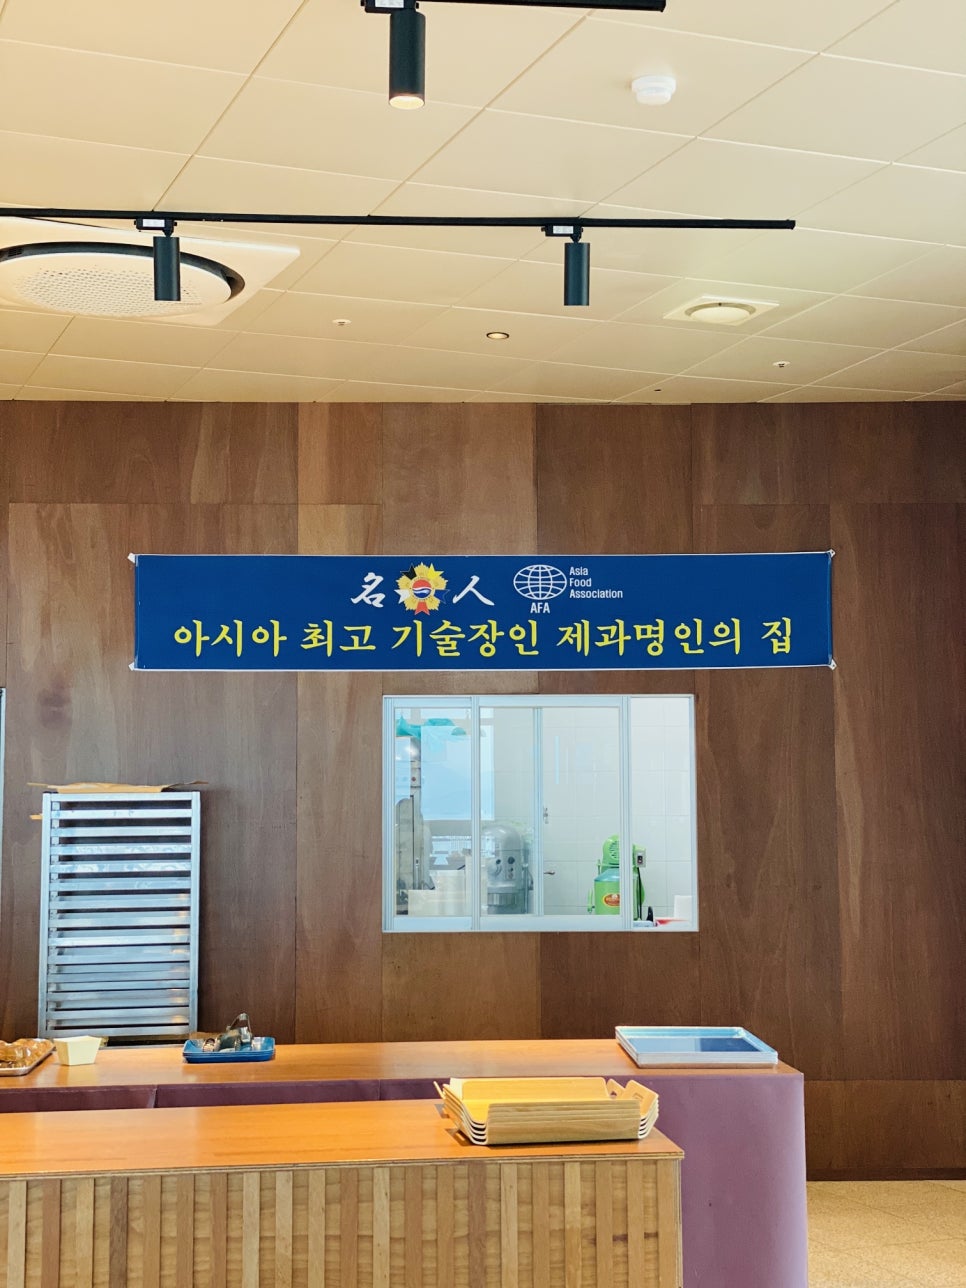 名人
Asia
Food
Association
AFA
아시아 최고 기술장인 제과명인의 집